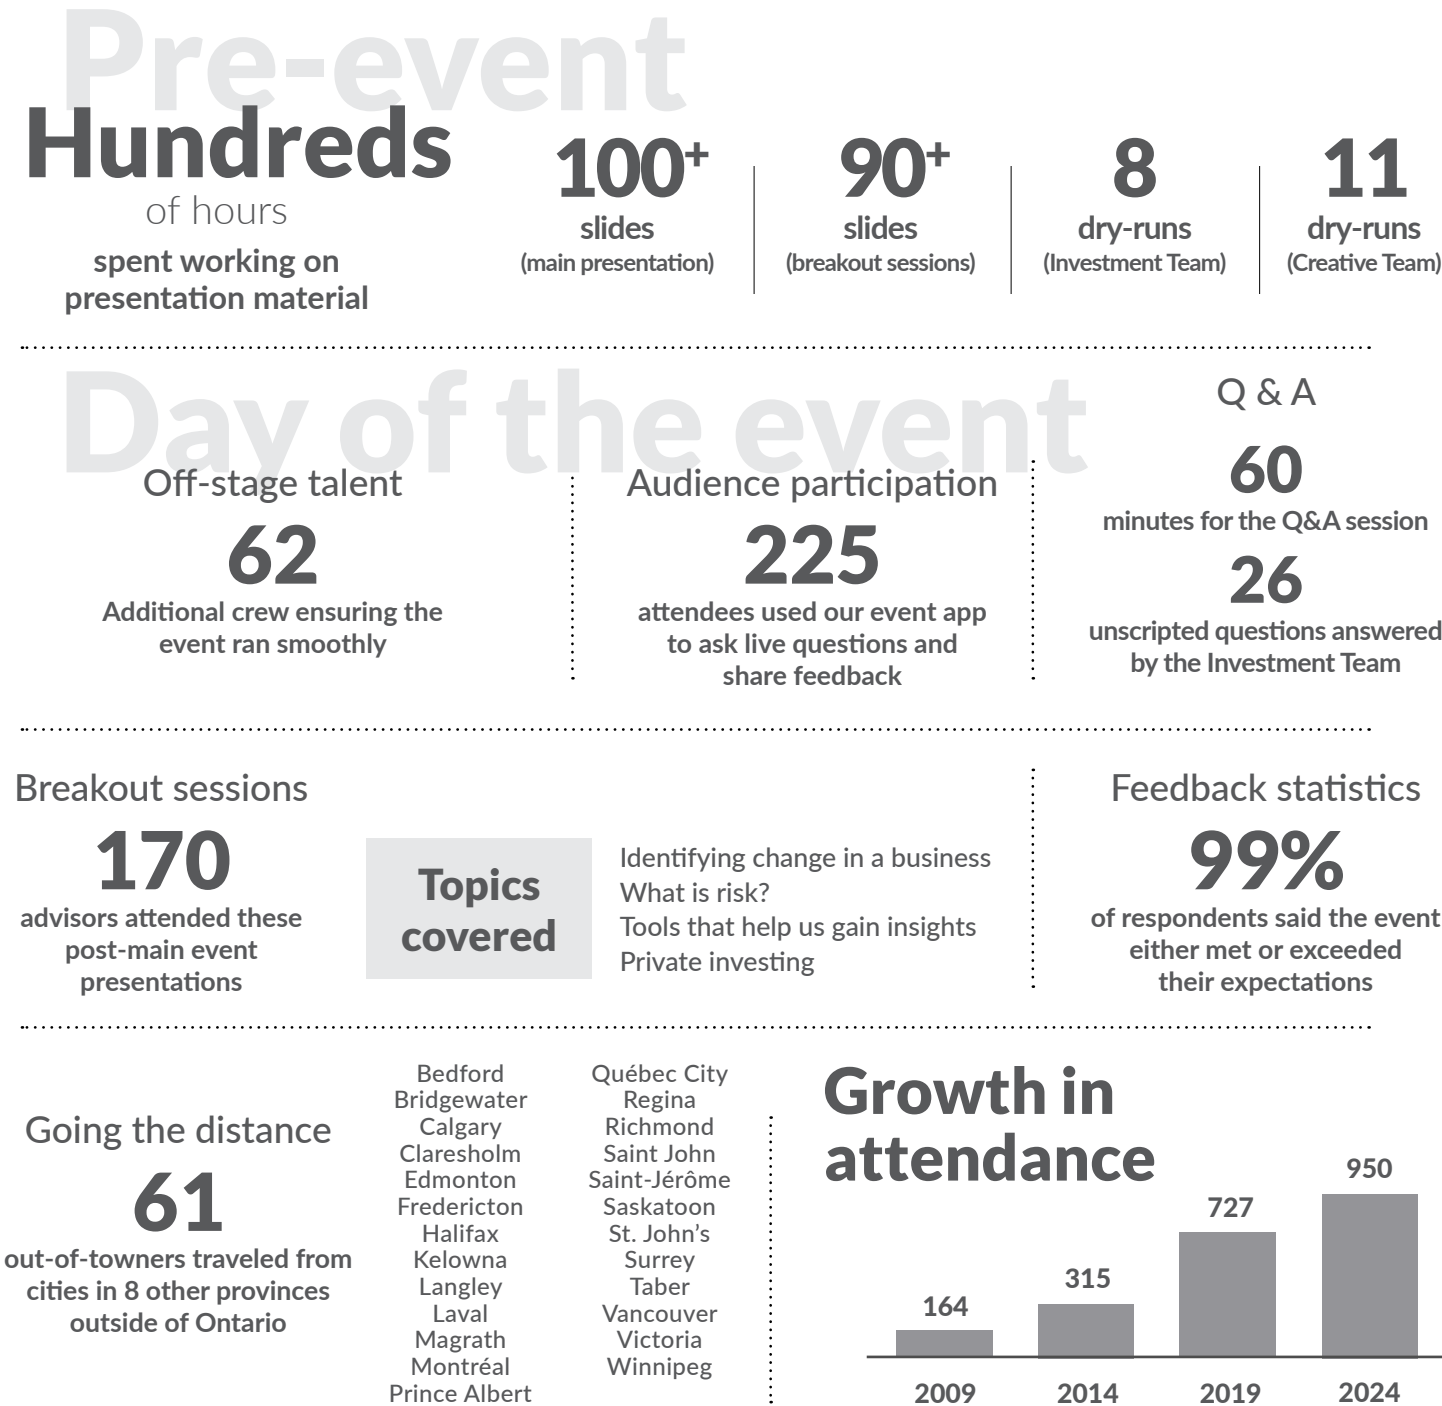 Pre-event
Hundreds
of hours
spent working on
presentation material
100+
slides
(main presentation)
90+
slides
(breakout sessions)
8
dry-runs
(Investment Team)
11
dry-runs
(Creative Team)
Day of the event
Off-stage talent
62
Additional crew ensuring the
event ran smoothly
Audience participation
225
attendees used our event app
to ask live questions and
share feedback
Q & A
60
minutes for the Q&A session
26
unscripted questions answered
by the Investment Team
Breakout sessions
170
advisors attended these
post-main event
presentations
Topics
covered
Identifying change in a business
What is risk?
Tools that help us gain insights
Private investing
Feedback statistics
99%
of respondents said the event
either met or exceeded
their expectations
Going the distance
61
out-of-towners traveled from
cities in 8 other provinces
outside of Ontario
Bedford
Bridgewater
Calgary
Claresholm
Edmonton
Fredericton
Halifax
Kelowna
Langley
Laval
Magrath
Montréal
Prince Albert
Québec City
Regina
Richmond
Saint John
Saint-Jérôme
Saskatoon
St. John’s
Surrey
Taber
Vancouver
Victoria
Winnipeg
Growth in
attendance
164
315
727
950
2009
2014
2019
2024